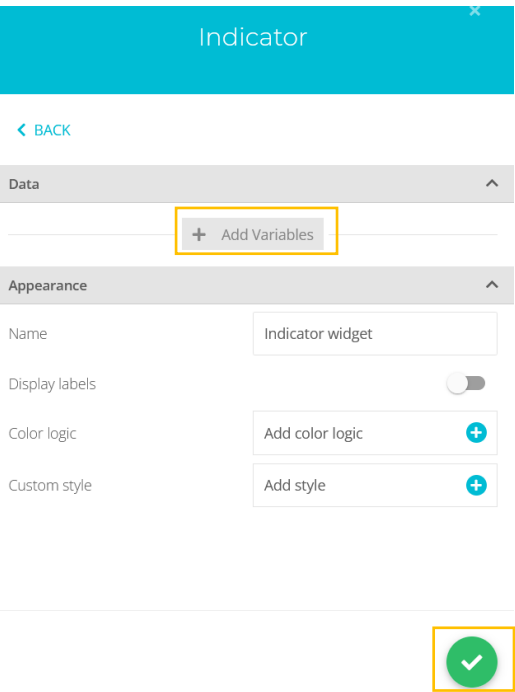 Indicator
BACK
Data
+ Add Variables
Appearance
Name Indicator widget
Display labels
Color logic Add color logic
Custom style Add style